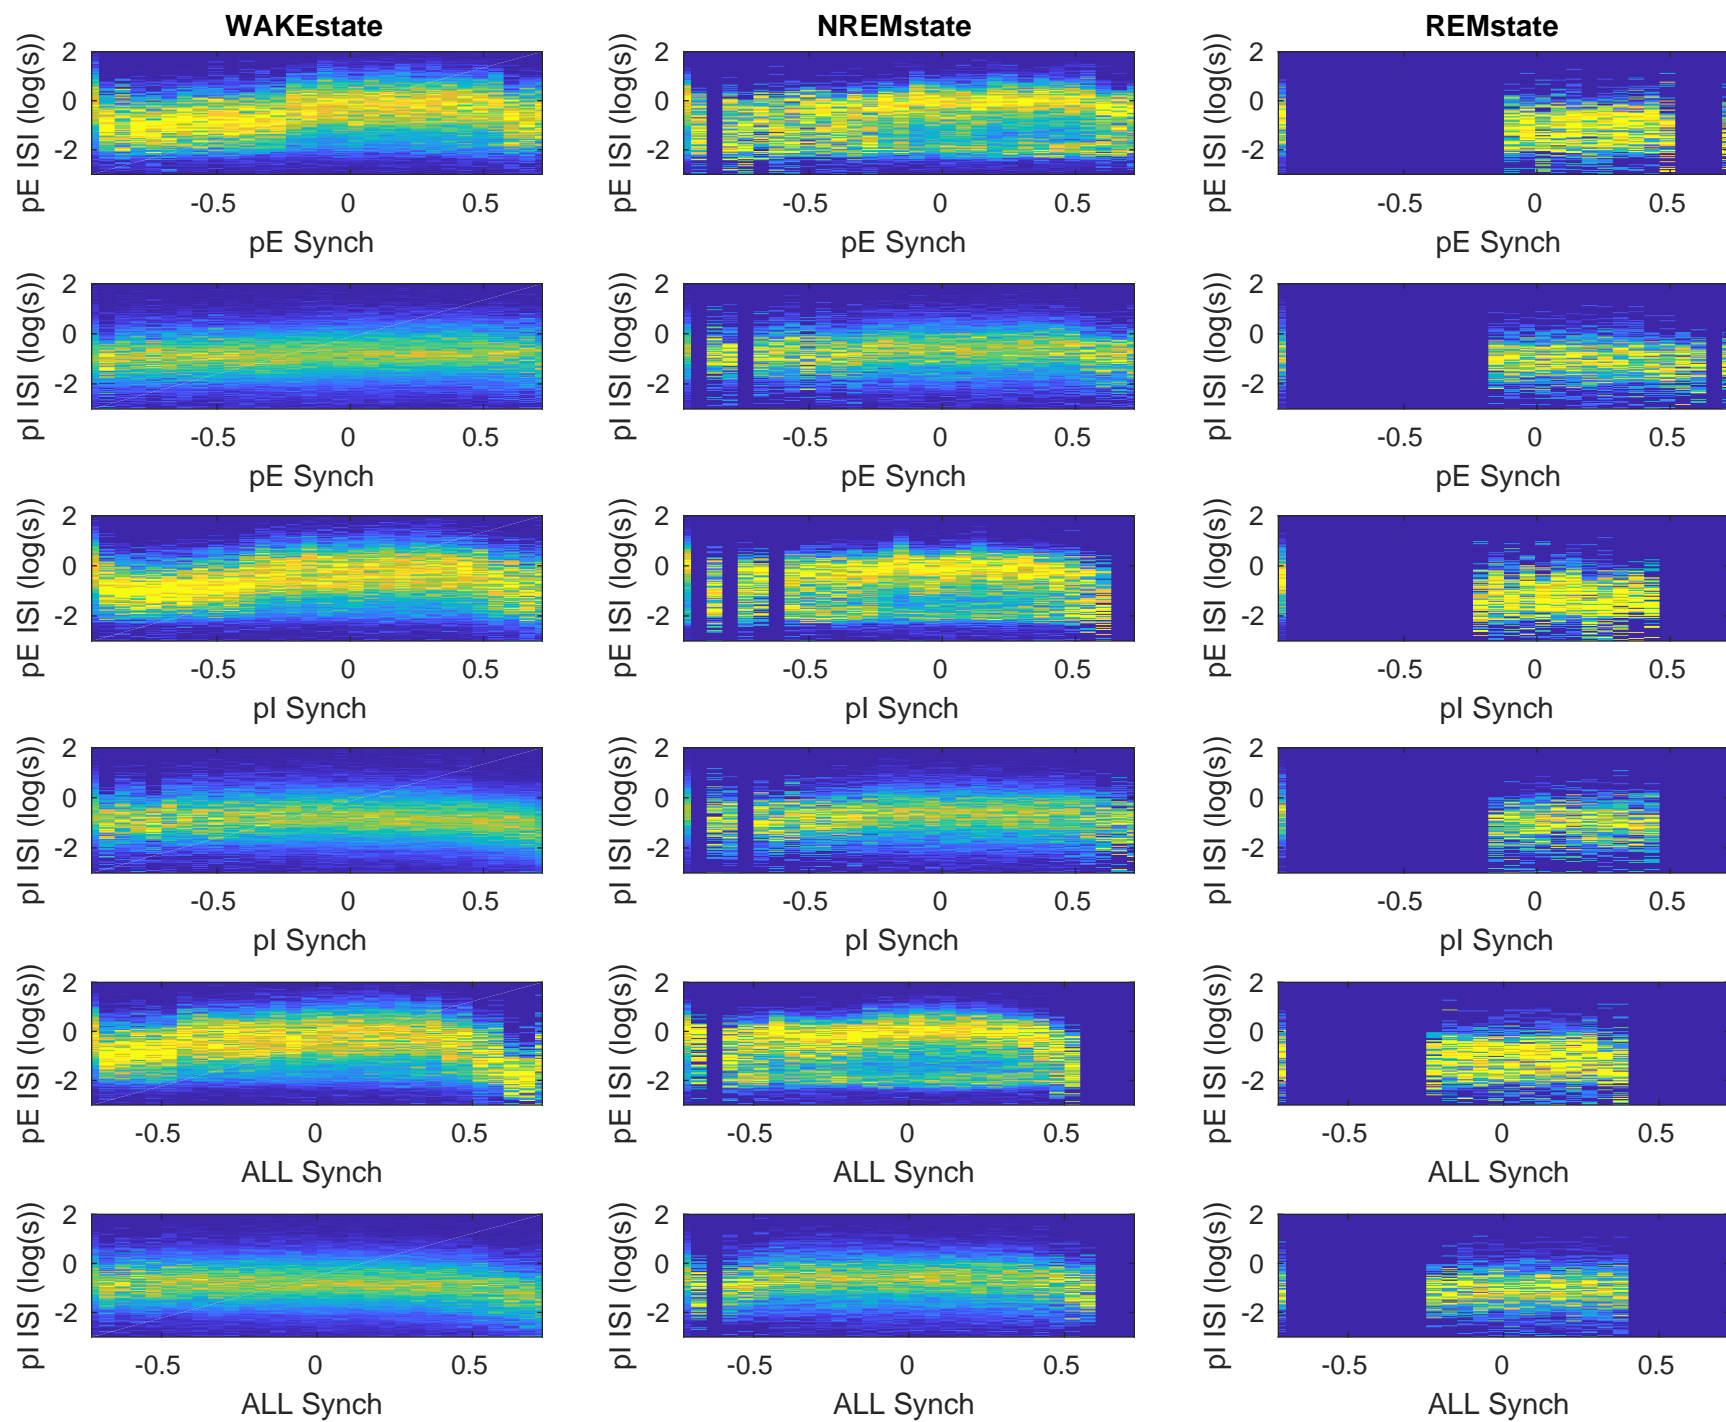 WAKEstate NREMstate REMstate
pE ISI (log(s)) 2 0 -2 pE ISI (log(s)) 2 0 -2 pE ISI (log(s)) 2 0 -2
-0.5 0 0.5 -0.5 0 0.5 -0.5 0 0.5
pE Synch pE Synch pE Synch
pI ISI (log(s)) 2 0 -2 pI ISI (log(s)) 2 0 -2 pI ISI (log(s)) 2 0 -2
-0.5 0 0.5 -0.5 0 0.5 -0.5 0 0.5
pE Synch pE Synch pE Synch
pE ISI (log(s)) 2 0 -2 pE ISI (log(s)) 2 0 -2 pE ISI (log(s)) 2 0 -2
-0.5 0 0.5 -0.5 0 0.5 -0.5 0 0.5
pI Synch pI Synch pI Synch
pI ISI (log(s)) 2 0 -2 pI ISI (log(s)) 2 0 -2 pI ISI (log(s)) 2 0 -2
-0.5 0 0.5 -0.5 0 0.5 -0.5 0 0.5
pI Synch pI Synch pI Synch
pE ISI (log(s)) 2 0 -2 pE ISI (log(s)) 2 0 -2 pE ISI (log(s)) 2 0 -2
-0.5 0 0.5 -0.5 0 0.5 -0.5 0 0.5
ALL Synch ALL Synch ALL Synch
pI ISI (log(s)) 2 0 -2 pI ISI (log(s)) 2 0 -2 pI ISI (log(s)) 2 0 -2
-0.5 0 0.5 -0.5 0 0.5 -0.5 0 0.5
ALL Synch ALL Synch ALL Synch